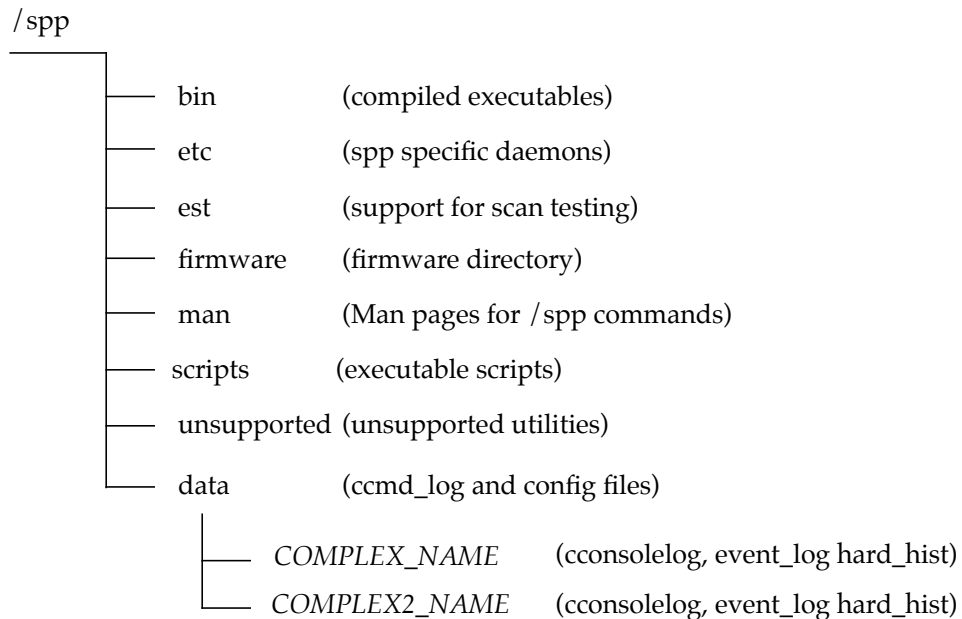 /spp
bin (compiled executables)
etc (spp specific daemons)
est (support for scan testing)
firmware (firmware directory)
man (Man pages for /spp commands)
scripts (executable scripts)
unsupported (unsupported utilities)
data (ccmd_log and config files)
COMPLEX_NAME (cconsolelog, event_log hard_hist)
COMPLEX2_NAME (cconsolelog, event_log hard_hist)